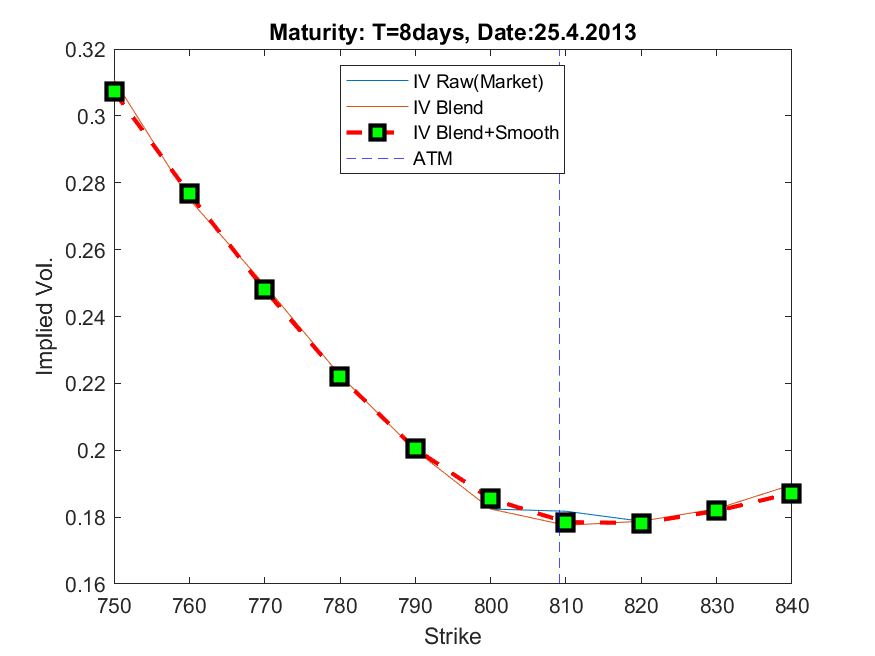 Maturity: T=8days, Date:25.4.2013
0.32
0.3
0.28
0.26
0.24
0.22
0.2
0.18
0.16
Implied Vol.
IV Raw(Market)
IV Blend
IV Blend+Smooth
ATM
750 760 770 780 790 800 810 820 830 840
Strike